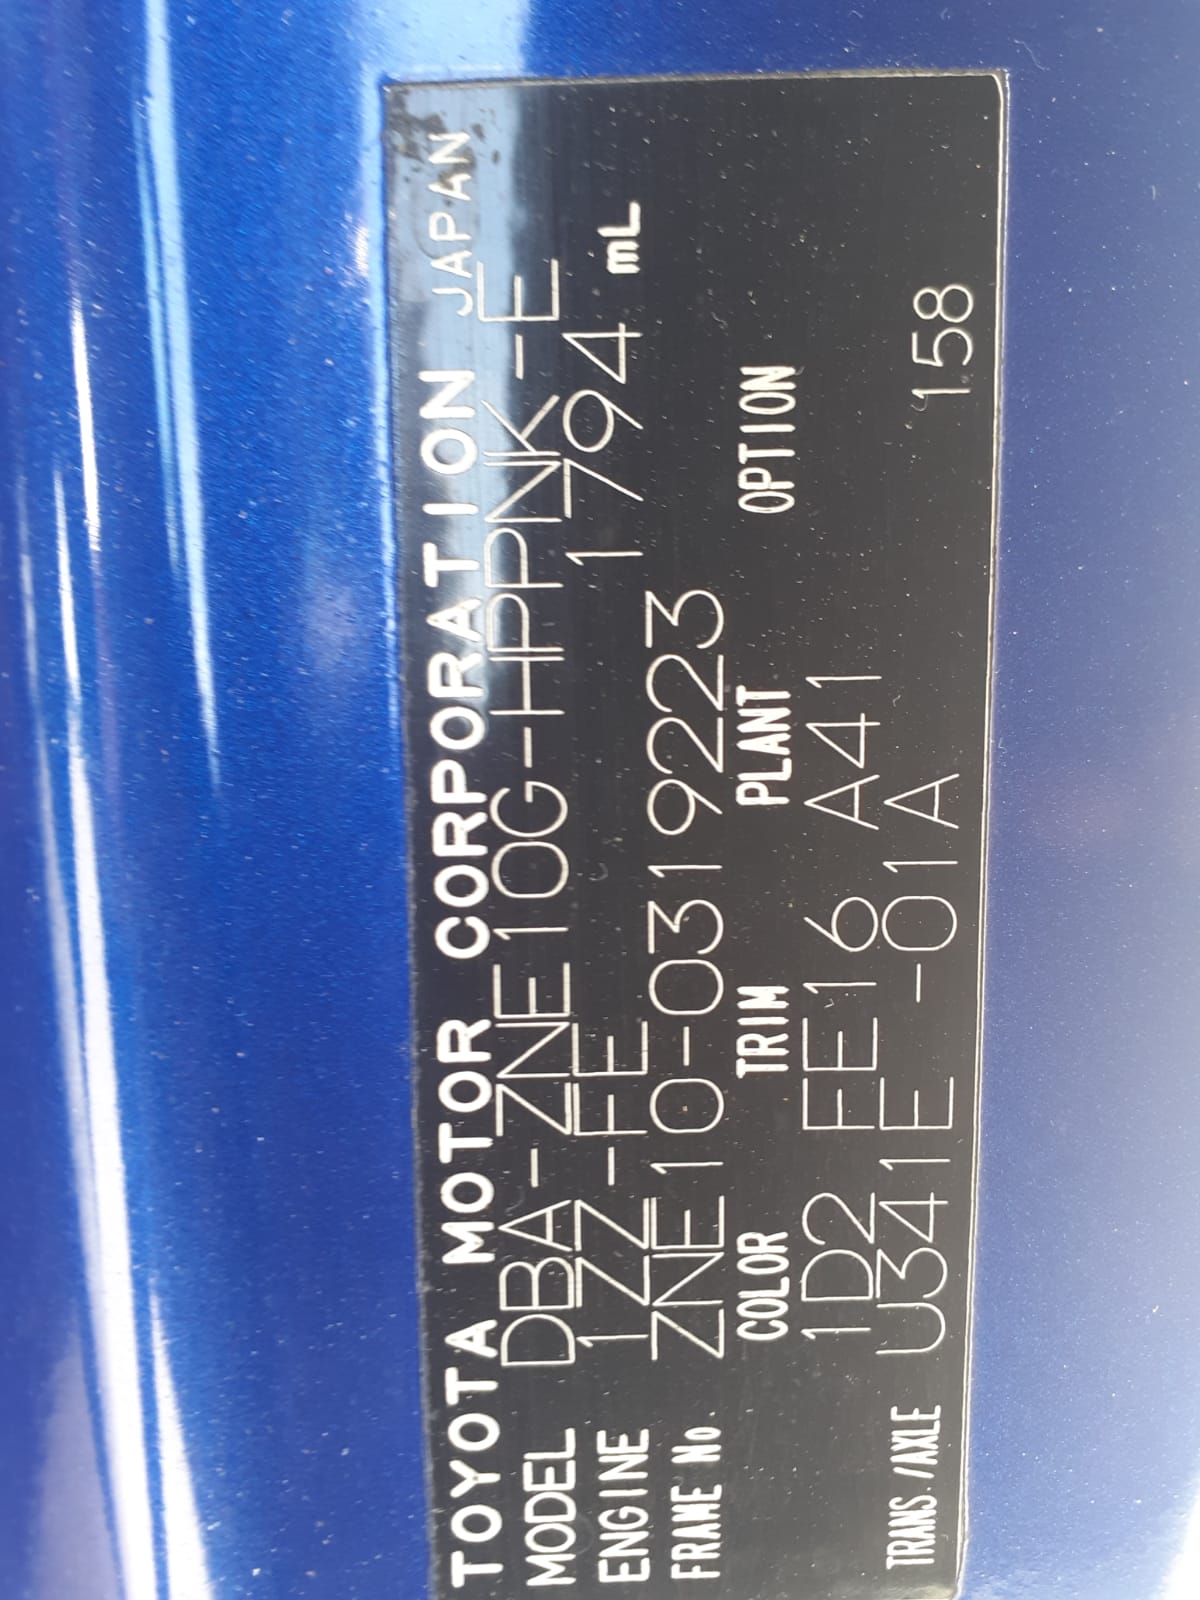 TOYOTA MOTOR CORPORATION JAPAN
MODEL DBA-ZNE10G-HPPNK-E
ENGINE 1ZZ-FE 1794 mL
FRAME No. ZNE10-0319223
COLOR TRIM PLANT OPTION
1D2 FE16 A41
TRANS./AXLE U341E -01A 158